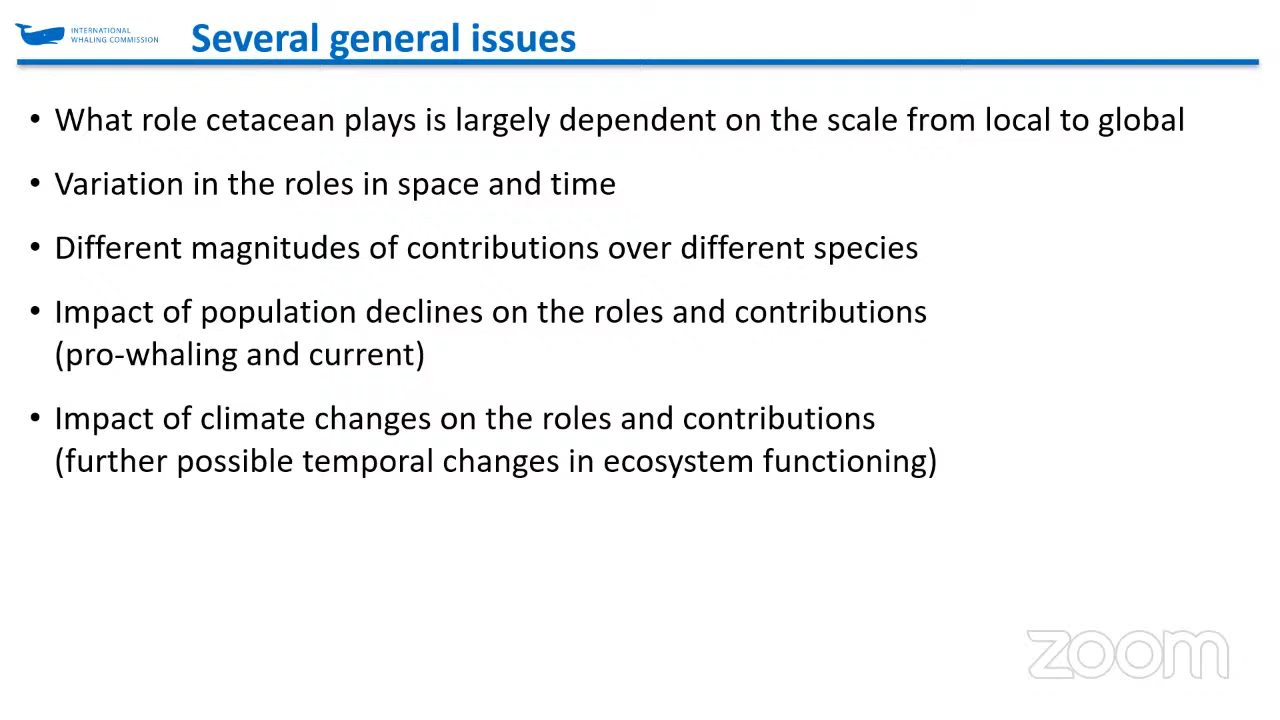 INTERNATIONAL
WHALING COMMISSION
Several general issues
• What role cetacean plays is largely dependent on the scale from local to global
• Variation in the roles in space and time
• Different magnitudes of contributions over different species
• Impact of population declines on the roles and contributions
(pro-whaling and current)
• Impact of climate changes on the roles and contributions
(further possible temporal changes in ecosystem functioning)
zoom